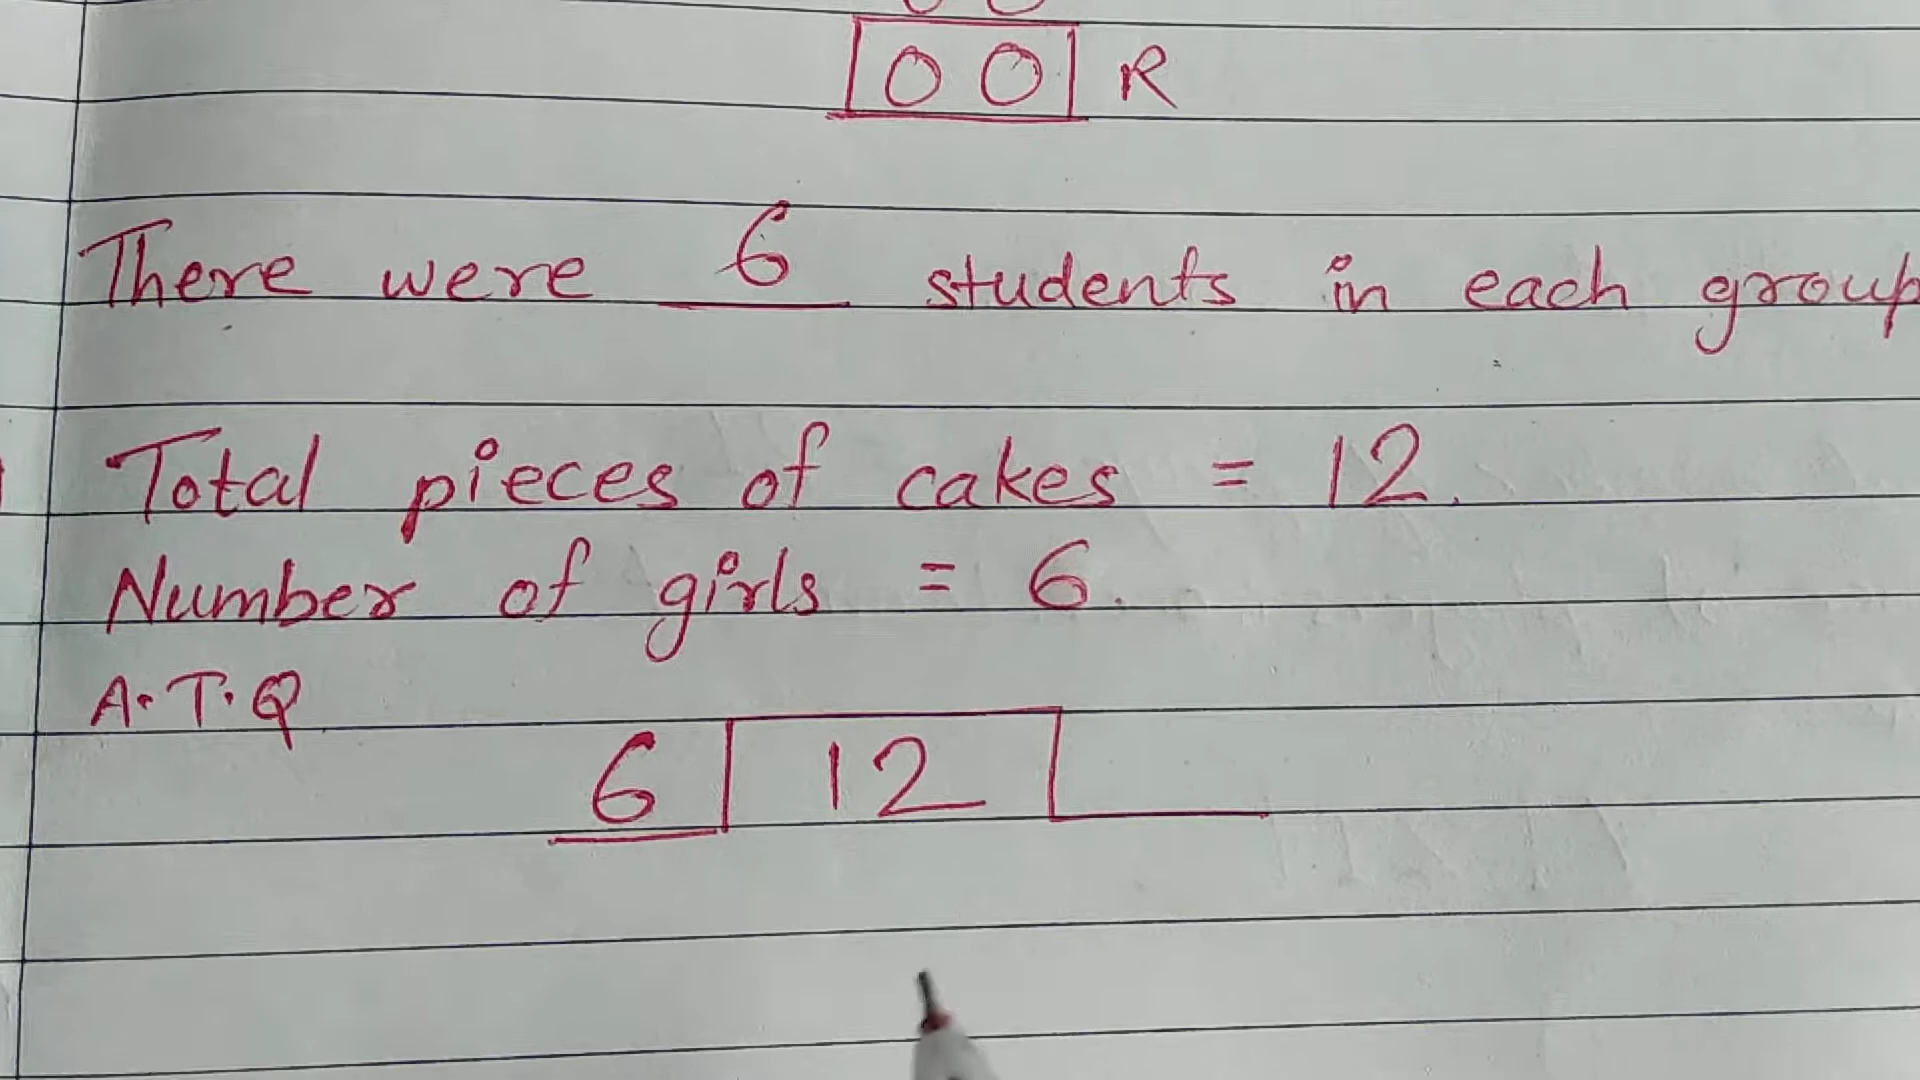 00 R
There were 6 students in each group
Total pieces of cakes = 12.
Number of girls = 6.
A.T.Q
6 12